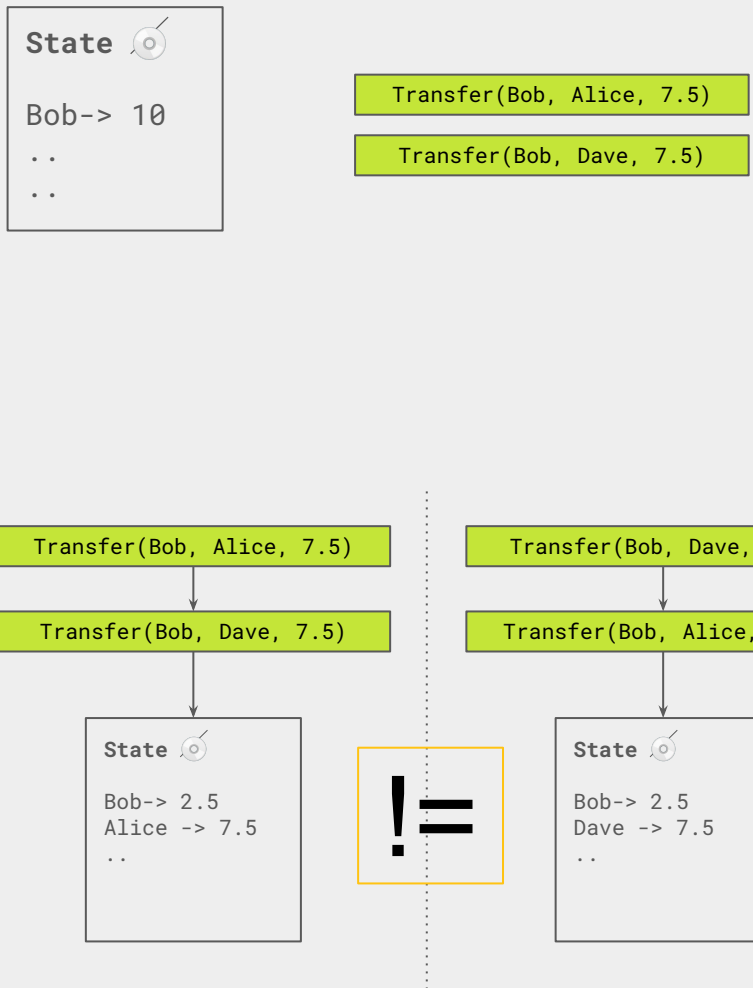 State
Bob-> 10
..
..
Transfer(Bob, Alice, 7.5)
Transfer(Bob, Dave, 7.5)
Transfer(Bob, Alice, 7.5)
Transfer(Bob, Dave, 7.5)
State
Bob-> 2.5
Alice -> 7.5
..
!=
Transfer(Bob, Dave,
Transfer(Bob, Alice,
State
Bob-> 2.5
Dave -> 7.5
..